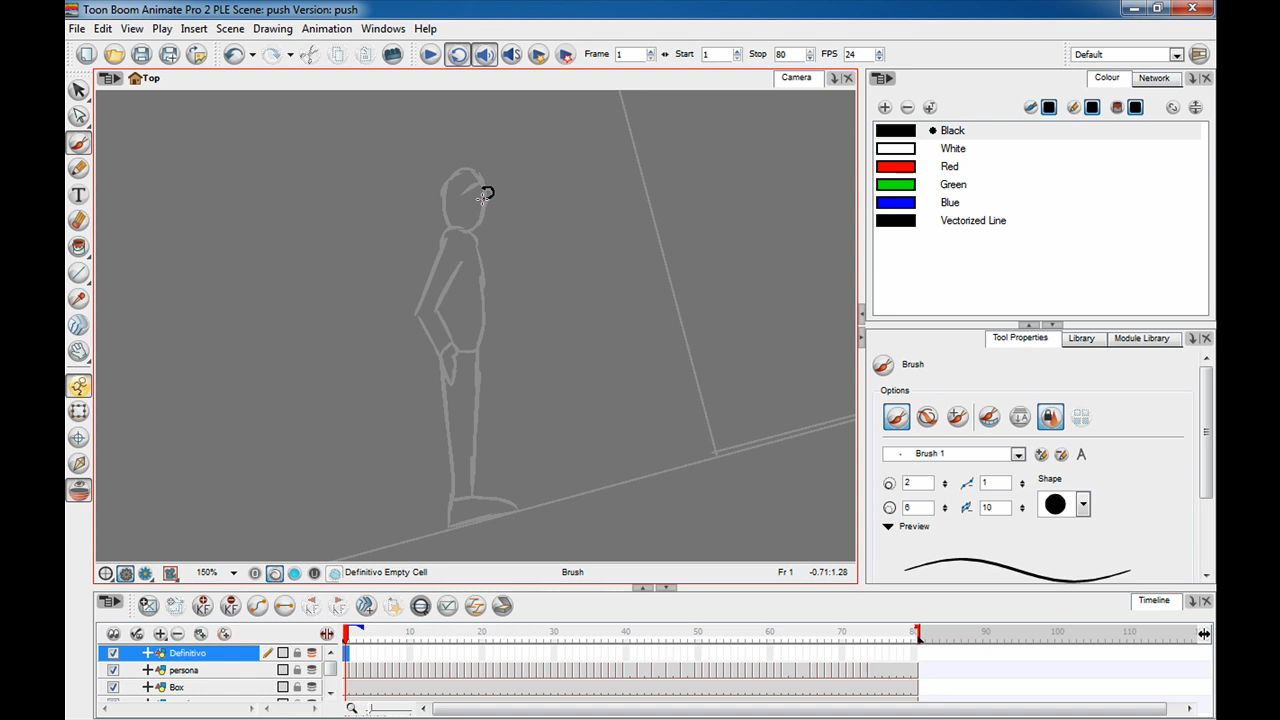 Toon Boom Animate Pro 2 PLE Scene: push Version: push
File Edit View Play Insert Scene Drawing Animation Windows Help
Frame 1 Start 1 Stop 80 FPS 24 Default
Top Camera Colour Network
Black
White
Red
Green
Blue
Vectorized Line
Tool Properties Library Module Library
Brush
Options
Brush 1 A
2 1 Shape
6 10
Preview
150% Definitivo Empty Cell Brush Fr 1 -0.71:1.28
Timeline
10 20 30 40 50 60 70 80 90 100 110
Definitivo
persona
Box